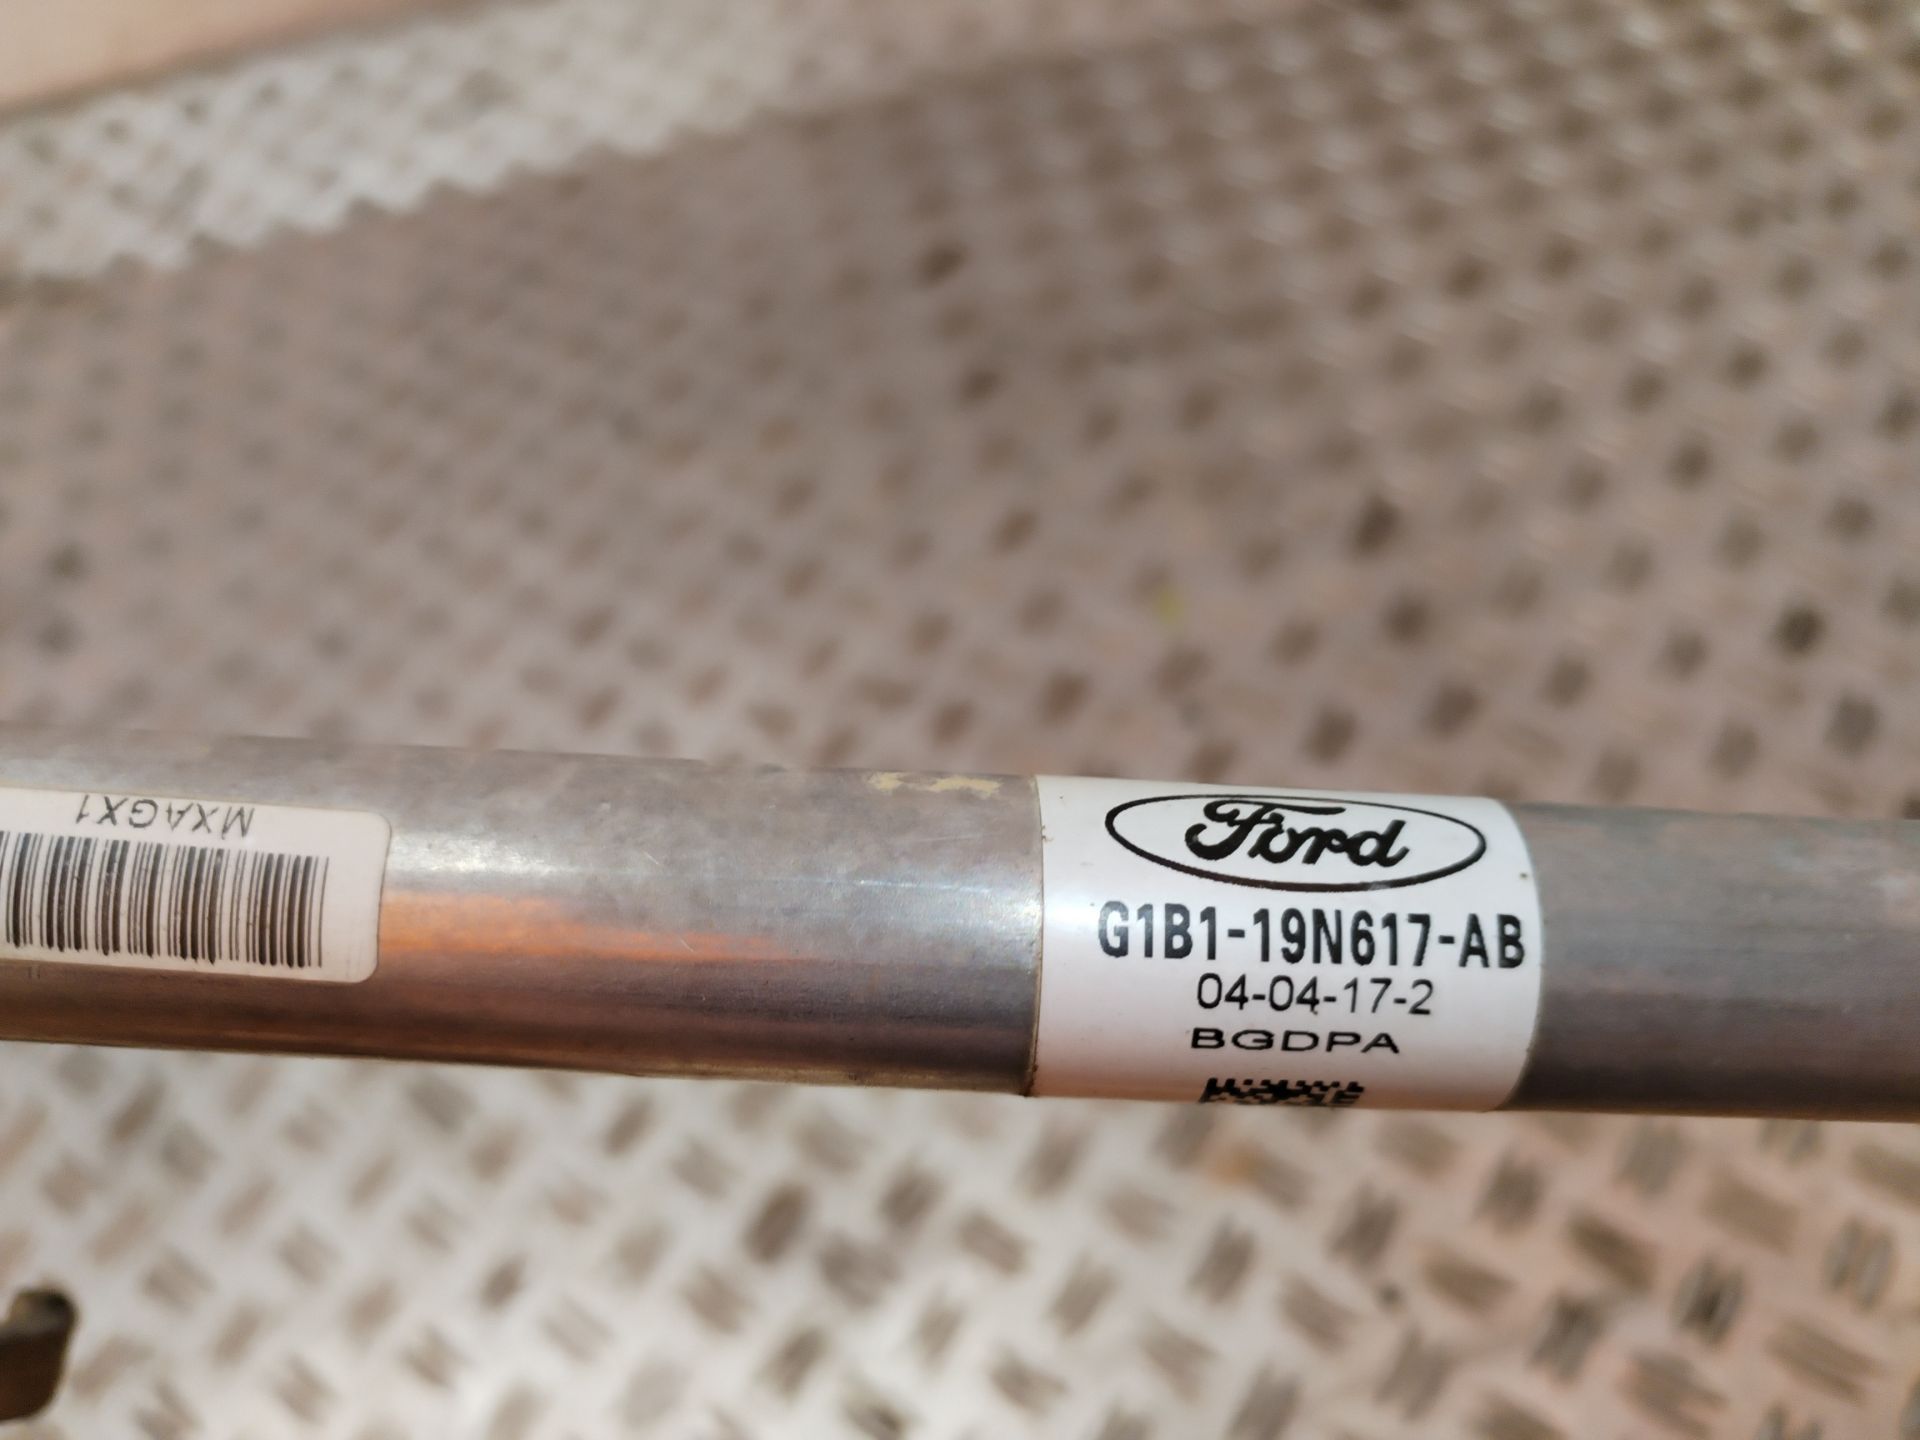 MXAGX1
Ford
G1B1-19N617-AB
04-04-17-2
BGDPA